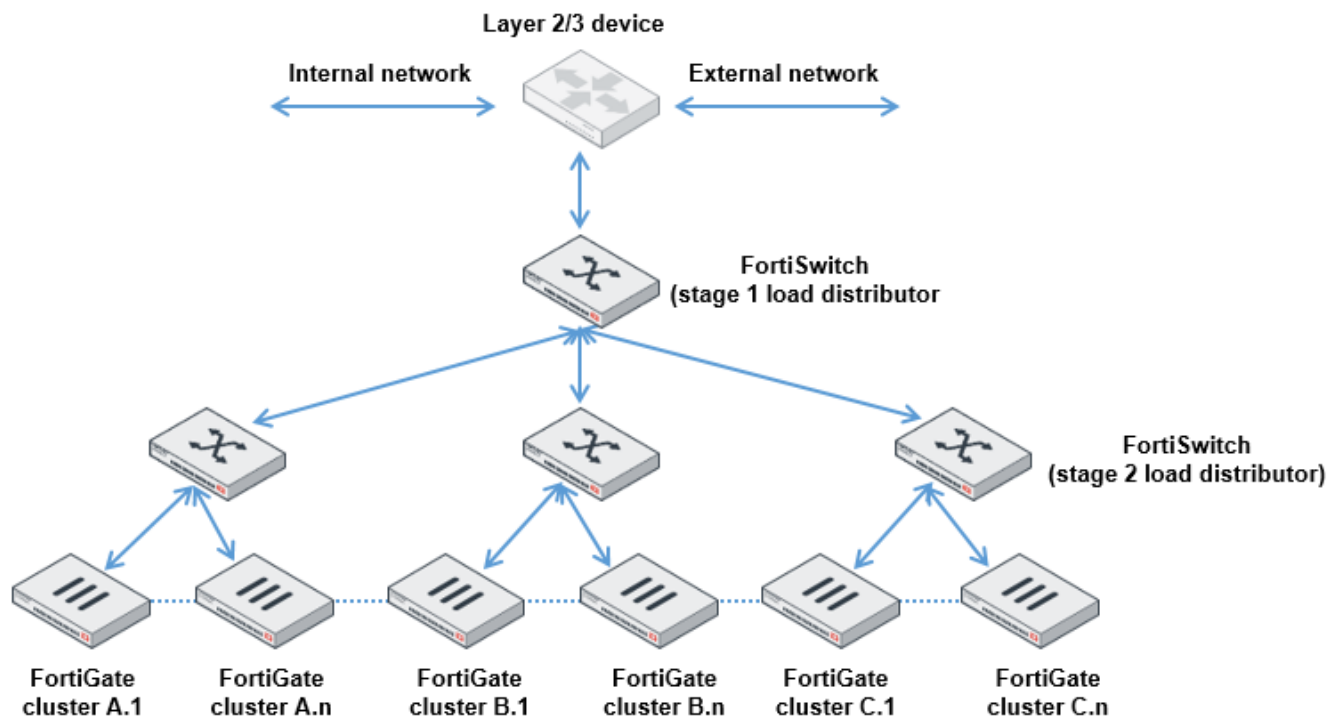 Layer 2/3 device
Internal network
External network
FortiSwitch
(stage 1 load distributor
FortiSwitch
(stage 2 load distributor)
FortiGate
cluster A.1
FortiGate
cluster A.n
FortiGate
cluster B.1
FortiGate
cluster B.n
FortiGate
cluster C.1
FortiGate
cluster C.n